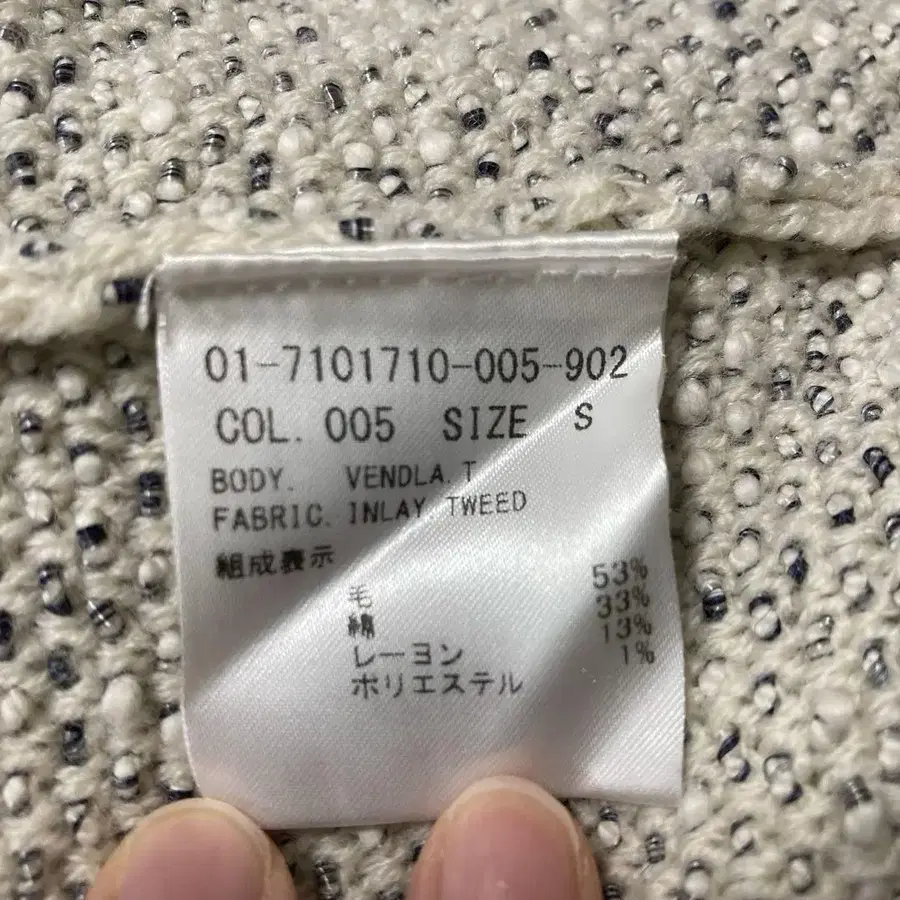 01-7101710-005-902
COL. 005 SIZE S
BODY. VENDLA.T
FABRIC. INLAY TWEED
組成表示
毛 53%
綿 33%
レーヨン 13%
ポリエステル 1%